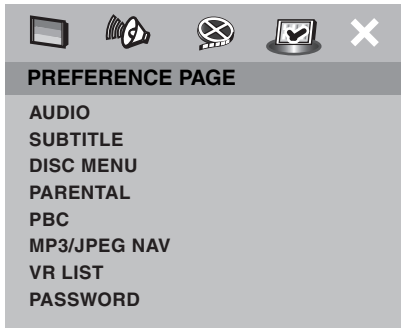 PREFERENCE PAGE
AUDIO
SUBTITLE
DISC MENU
PARENTAL
PBC
MP3/JPEG NAV
VR LIST
PASSWORD